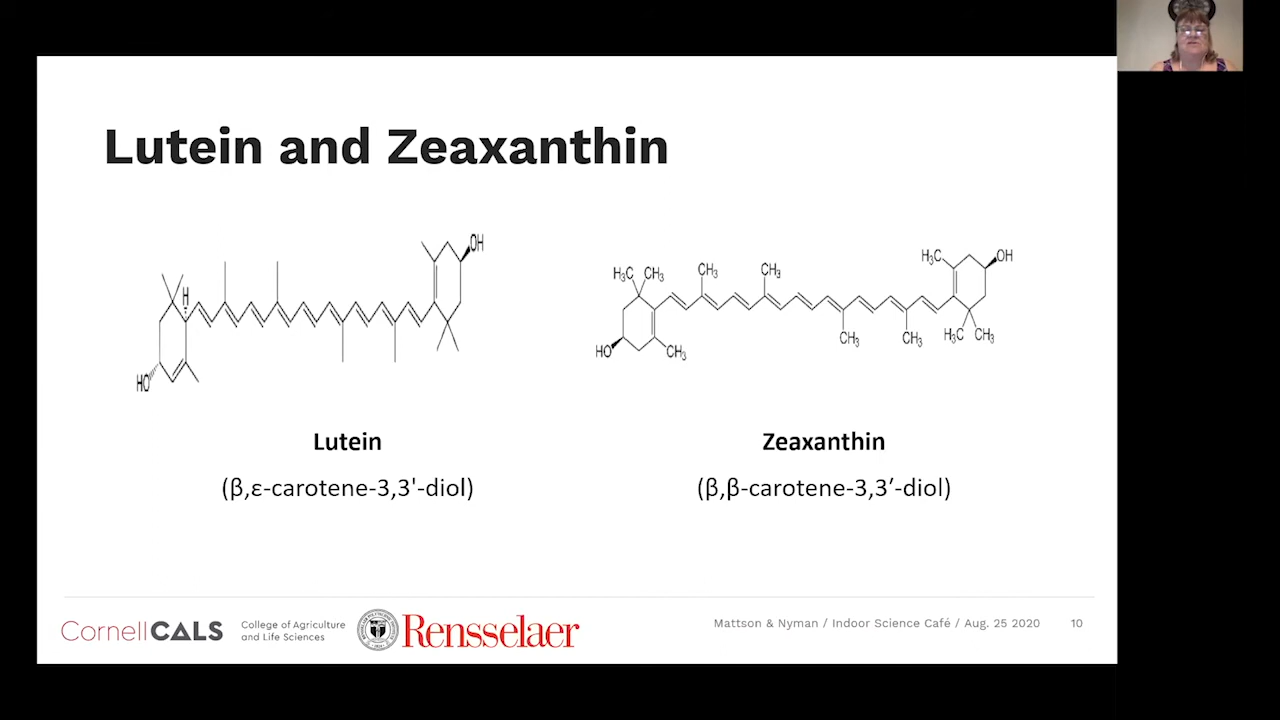 Lutein and Zeaxanthin
OH
H
HO
H₃C CH₃ CH₃ CH₃ H₃C OH
HO CH₃ CH₃ CH₃ H₃C CH₃
Lutein
(β,ε-carotene-3,3'-diol)
Zeaxanthin
(β,β-carotene-3,3′-diol)
CornellCALS
College of Agriculture
and Life Sciences
Rensselaer
Mattson & Nyman / Indoor Science Café / Aug. 25 2020
10